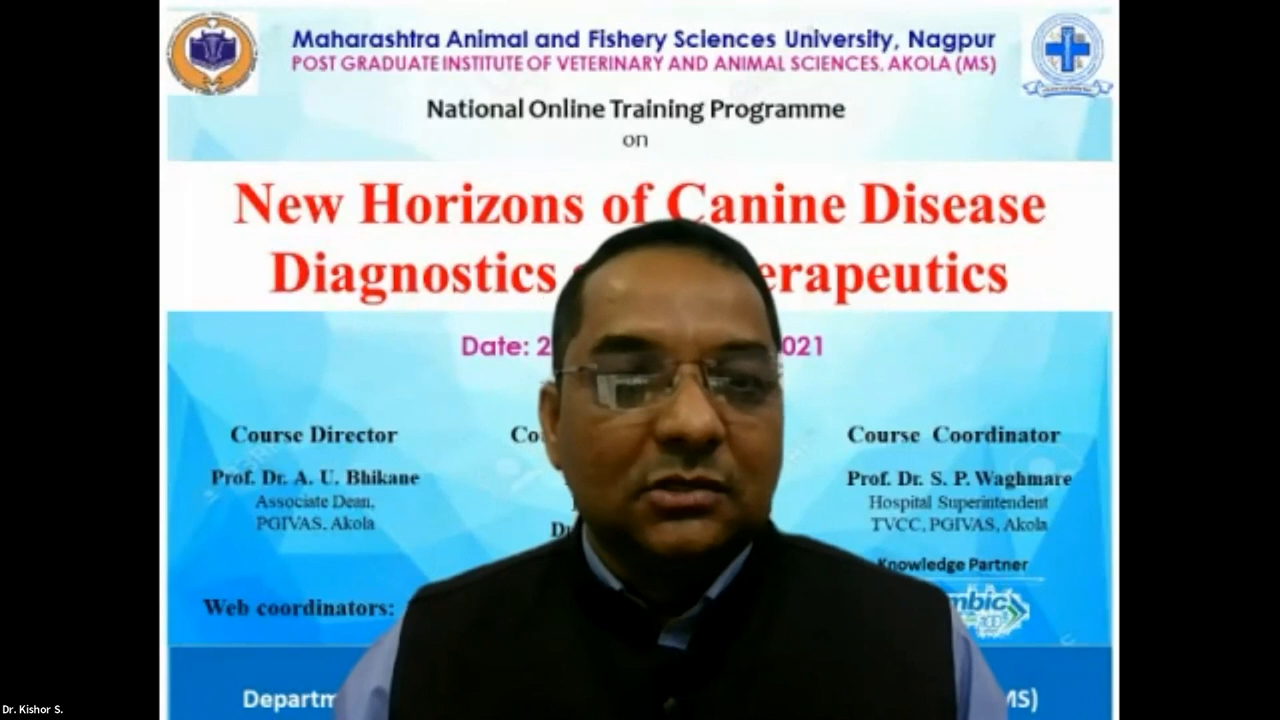 Maharashtra Animal and Fishery Sciences University, Nagpur
POST GRADUATE INSTITUTE OF VETERINARY AND ANIMAL SCIENCES. AKOLA (MS)
National Online Training Programme
on
New Horizons of Canine Disease
Diagnostics erapeutics
Date: 2 021
Course Director
Prof. Dr. A. U. Bhikane
Associate Dean,
PGIVAS, Akola
Co
Du
Course Coordinator
Prof. Dr. S. P. Waghmare
Hospital Superintendent
TVCC, PGIVAS, Akola
Knowledge Partner
mbic
Web coordinators:
Departm MS)
Dr. Kishor S.